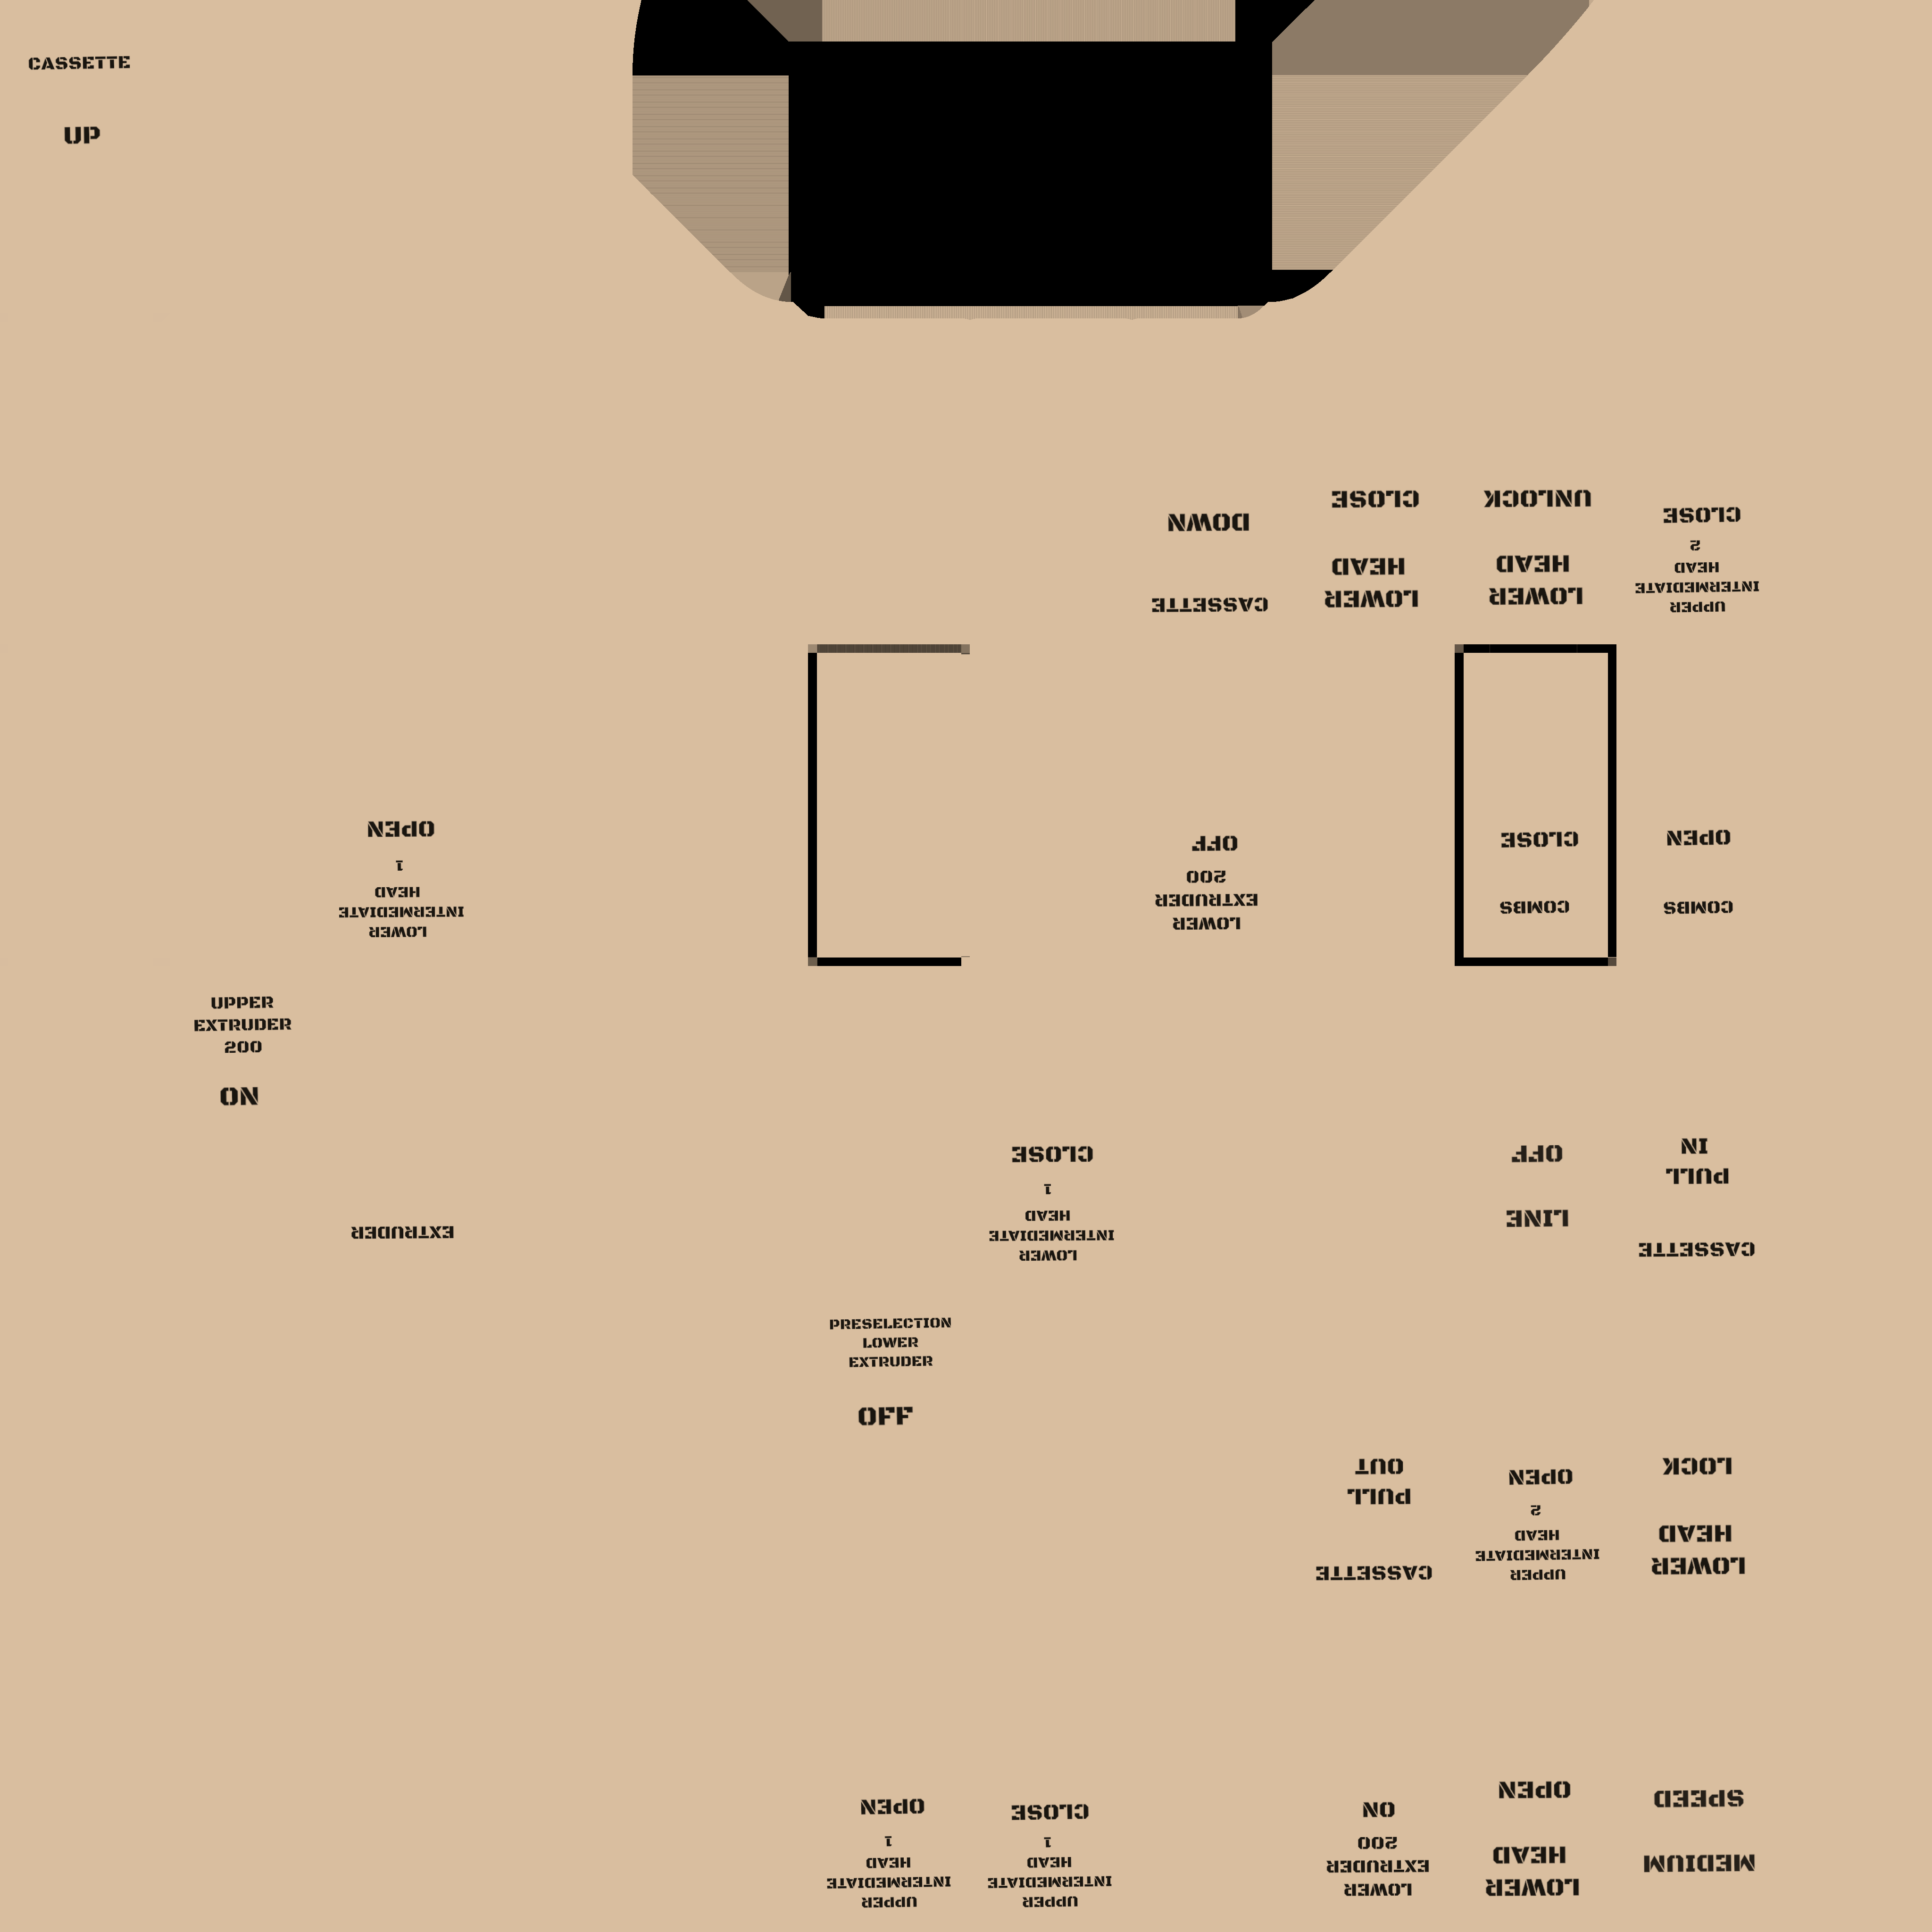 CASSETTE
UP
LOWER
INTERMEDIATE
HEAD
1
OPEN
UPPER
EXTRUDER
200
ON
EXTRUDER
CASSETTE
DOWN
LOWER
HEAD
CLOSE
LOWER
HEAD
UNLOCK
UPPER
INTERMEDIATE
HEAD
2
CLOSE
LOWER
EXTRUDER
200
OFF
COMBS
CLOSE
COMBS
OPEN
LOWER
INTERMEDIATE
HEAD
1
CLOSE
LINE
OFF
CASSETTE
PULL
IN
PRESELECTION
LOWER
EXTRUDER
OFF
CASSETTE
PULL
OUT
UPPER
INTERMEDIATE
HEAD
2
OPEN
LOWER
HEAD
LOCK
UPPER
INTERMEDIATE
HEAD
1
OPEN
UPPER
INTERMEDIATE
HEAD
1
CLOSE
LOWER
EXTRUDER
200
ON
LOWER
HEAD
OPEN
MEDIUM
SPEED